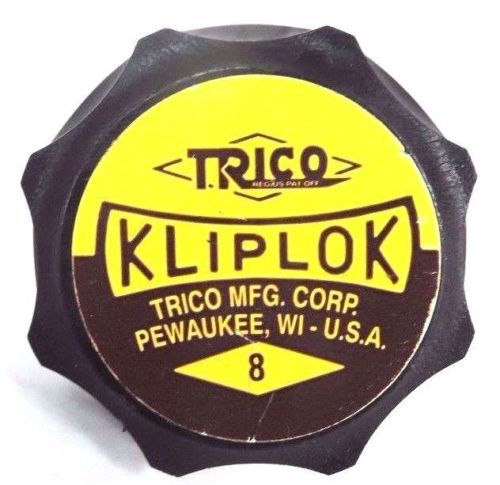 TRICO
REG. U.S. PAT. OFF.
KLIPLOK
TRICO MFG. CORP.
PEWAUKEE, WI - U.S.A.
8